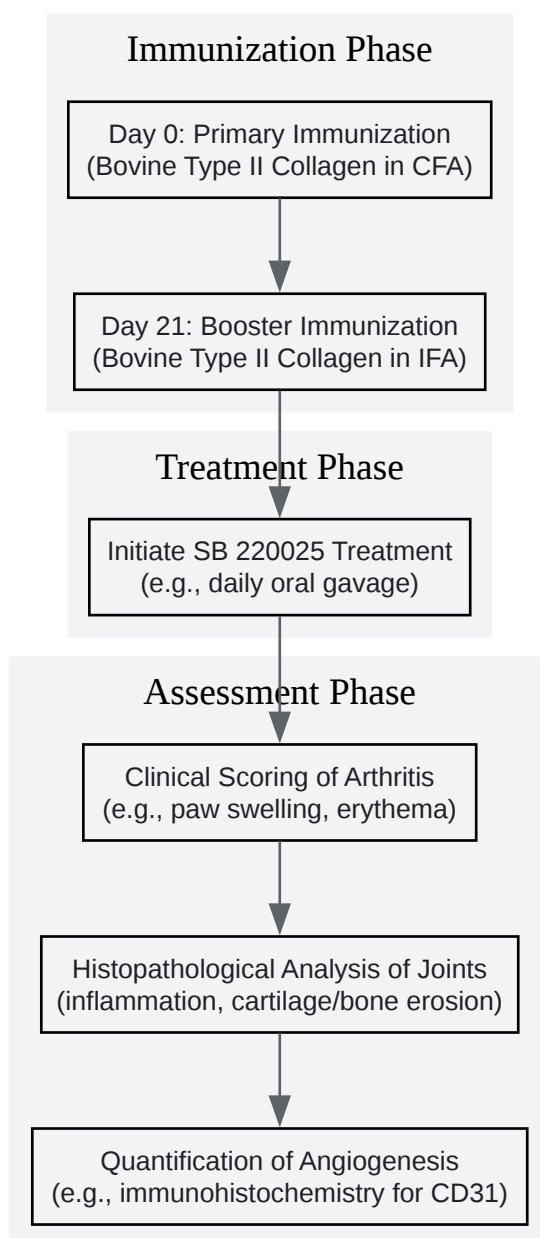 Immunization Phase
Day 0: Primary Immunization
(Bovine Type II Collagen in CFA)
Day 21: Booster Immunization
(Bovine Type II Collagen in IFA)
Treatment Phase
Initiate SB 220025 Treatment
(e.g., daily oral gavage)
Assessment Phase
Clinical Scoring of Arthritis
(e.g., paw swelling, erythema)
Histopathological Analysis of Joints
(inflammation, cartilage/bone erosion)
Quantification of Angiogenesis
(e.g., immunohistochemistry for CD31)